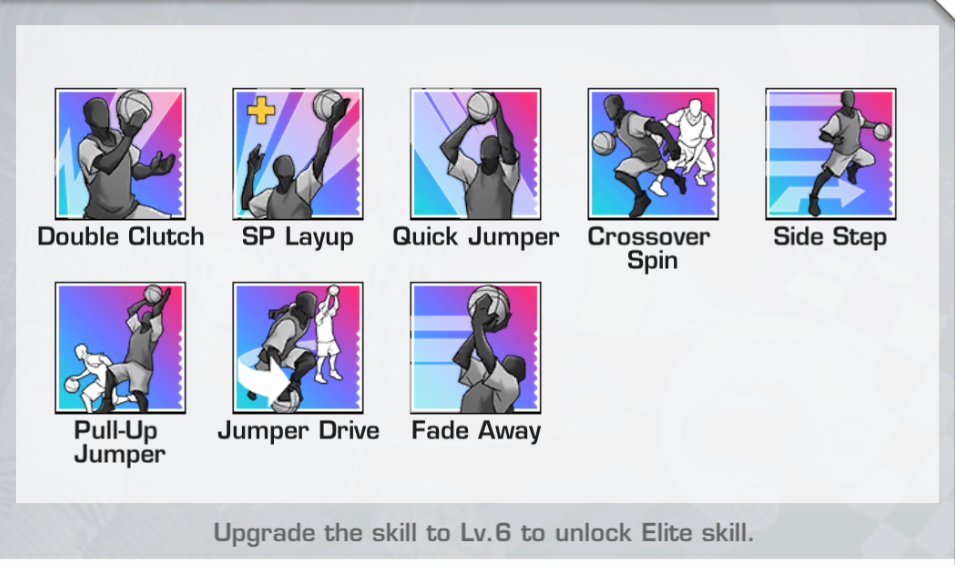 Double Clutch
SP Layup
Quick Jumper
Crossover
Spin
Side Step
Pull-Up
Jumper
Jumper Drive
Fade Away
Upgrade the skill to Lv.6 to unlock Elite skill.